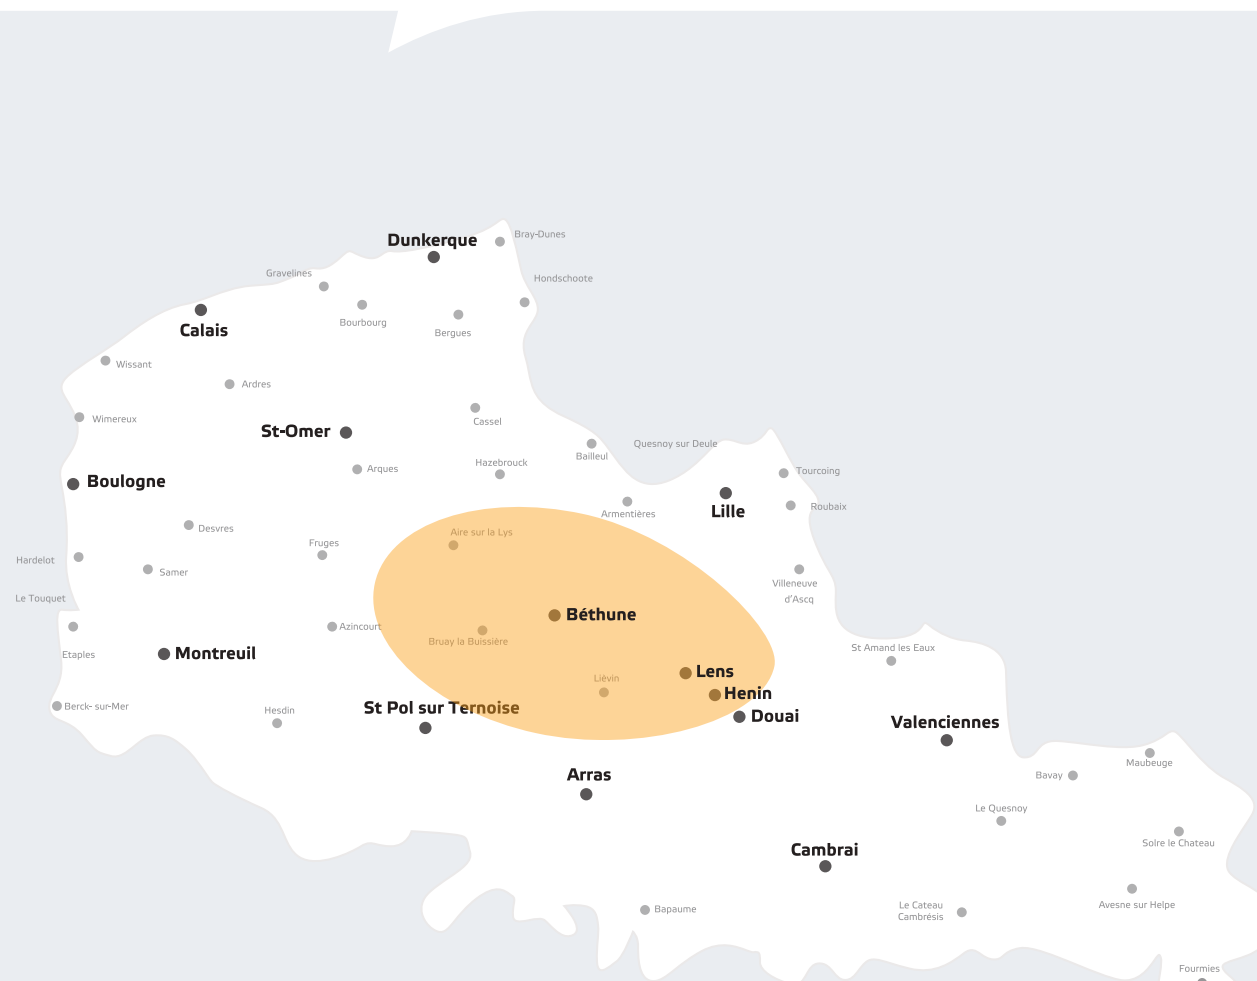 Bray-Dunes
Dunkerque
Gravelines
Hondschoote
Bourbourg
Calais
Bergues
Wissant
Ardres
Wimereux
Cassel
St-Omer
Quesnoy sur Deule
Bailleul
Hazebrouck
Arques
Tourcoing
Boulogne
Roubaix
Lille
Armentières
Desvres
Aire sur la Lys
Fruges
Hardelot
Samer
Villeneuve
d'Ascq
Le Touquet
Béthune
Azincourt
Bruay la Buissière
St Amand les Eaux
Etaples
Montreuil
Lens
Liévin
Henin
Berck- sur-Mer
St Pol sur Ternoise
Hesdin
Douai
Valenciennes
Maubeuge
Arras
Bavay
Le Quesnoy
Solre le Chateau
Cambrai
Avesne sur Helpe
Le Cateau
Cambrésis
Bapaume
Fourmies